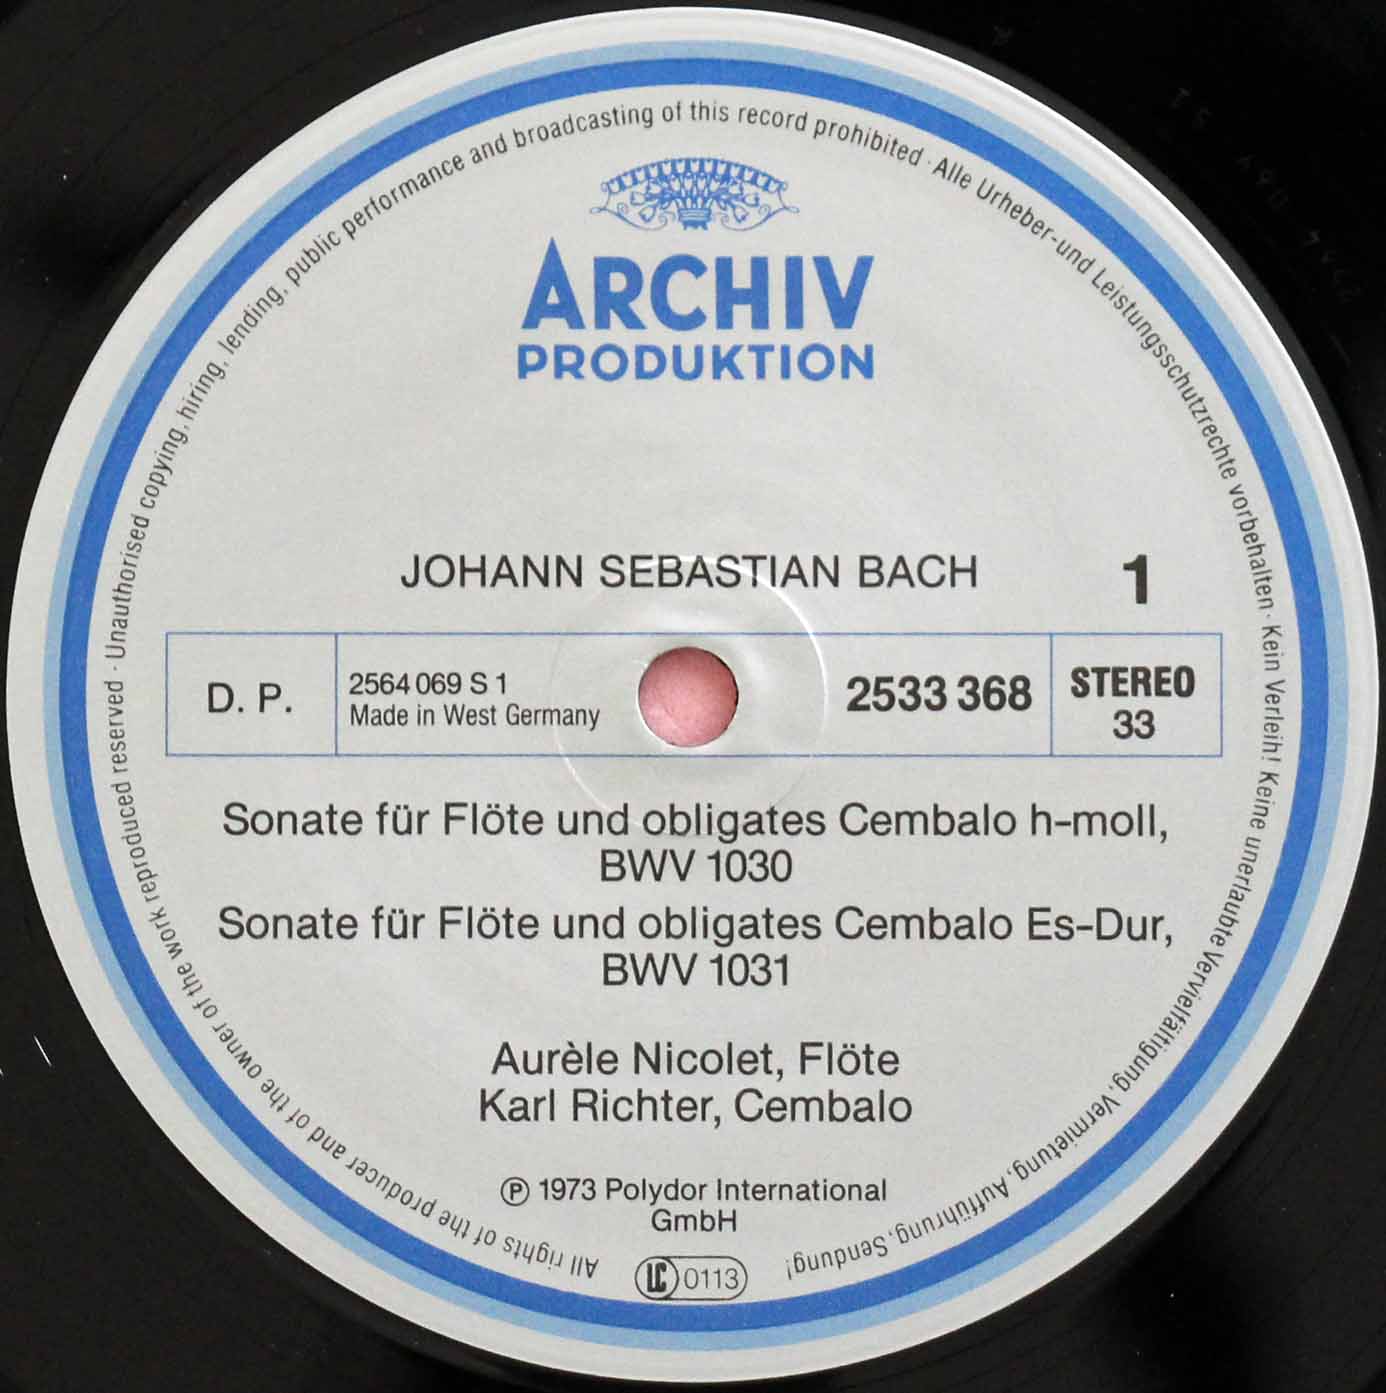 All rights of the producer and of the owner of the work reproduced reserved · Unauthorised copying, hiring, lending, public performance and broadcasting of this record prohibited · Alle Urheber-und Leistungsschutzrechte vorbehalten · Kein Verleih! Keine unerlaubte Vervielfältigung, Vermietung, Aufführung, Sendung!
ARCHIV
PRODUKTION
JOHANN SEBASTIAN BACH
1
D. P.
2564 069 S 1
Made in West Germany
2533 368
STEREO
33
Sonate für Flöte und obligates Cembalo h-moll,
BWV 1030
Sonate für Flöte und obligates Cembalo Es-Dur,
BWV 1031
Aurèle Nicolet, Flöte
Karl Richter, Cembalo
℗ 1973 Polydor International
GmbH
LC 0113